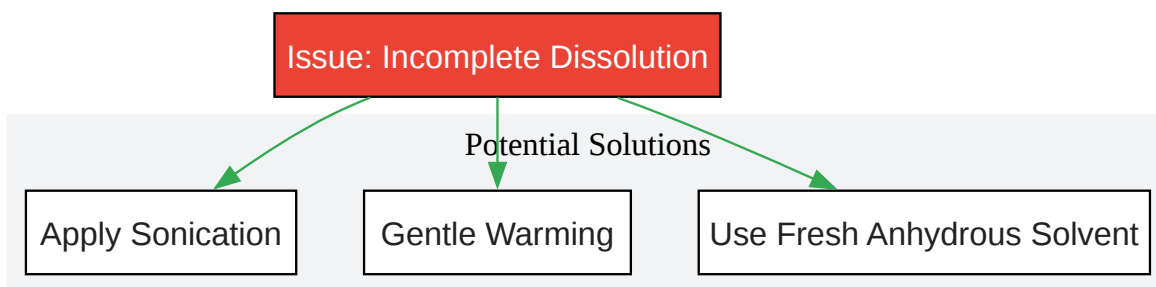 Issue: Incomplete Dissolution
Potential Solutions
Apply Sonication
Gentle Warming
Use Fresh Anhydrous Solvent